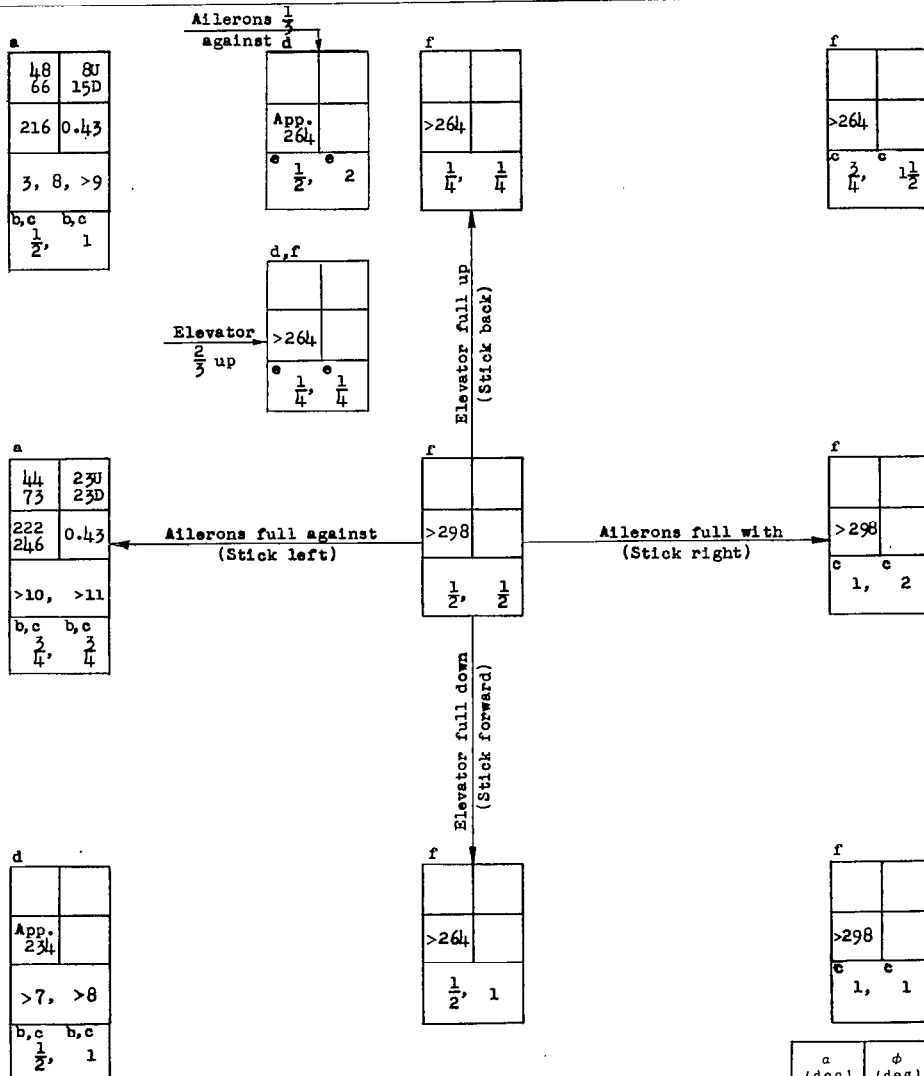 Ailerons 1/3
against d
a
48 8U
66 15D
216 0.43
3, 8, >9
b,c b,c
1/2, 1
App.
264
e e
1/2, 2
f
>264
1/4, 1/4
f
>264
c c
3/4, 1 1/2
d,f
Elevator
2/3 up
>264
e e
1/4, 1/4
Elevator full up
(Stick back)
a
44 23U
73 23D
222 0.43
246
>10, >11
b,c b,c
3/4, 3/4
Ailerons full against
(Stick left)
f
>298
1/2, 1/2
Ailerons full with
(Stick right)
f
>298
c c
1, 2
Elevator full down
(Stick forward)
d
App.
234
>7, >8
b,c b,c
1/2, 1
f
>264
1/2, 1
f
>298
c c
1, 1
α φ
(deg) (deg)